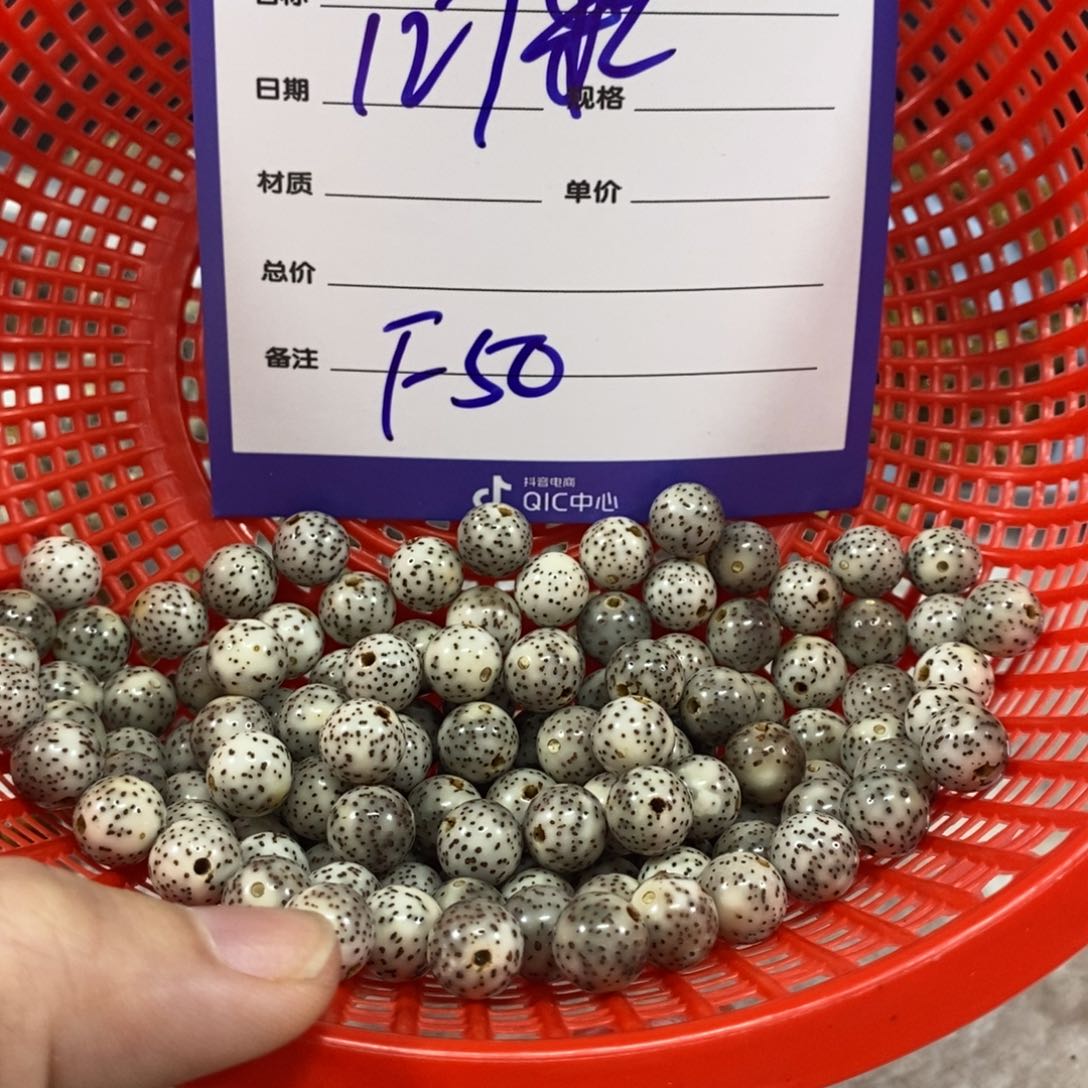 日期 规格
材质 单价
总价
备注 F-50
抖音电商
QIC中心